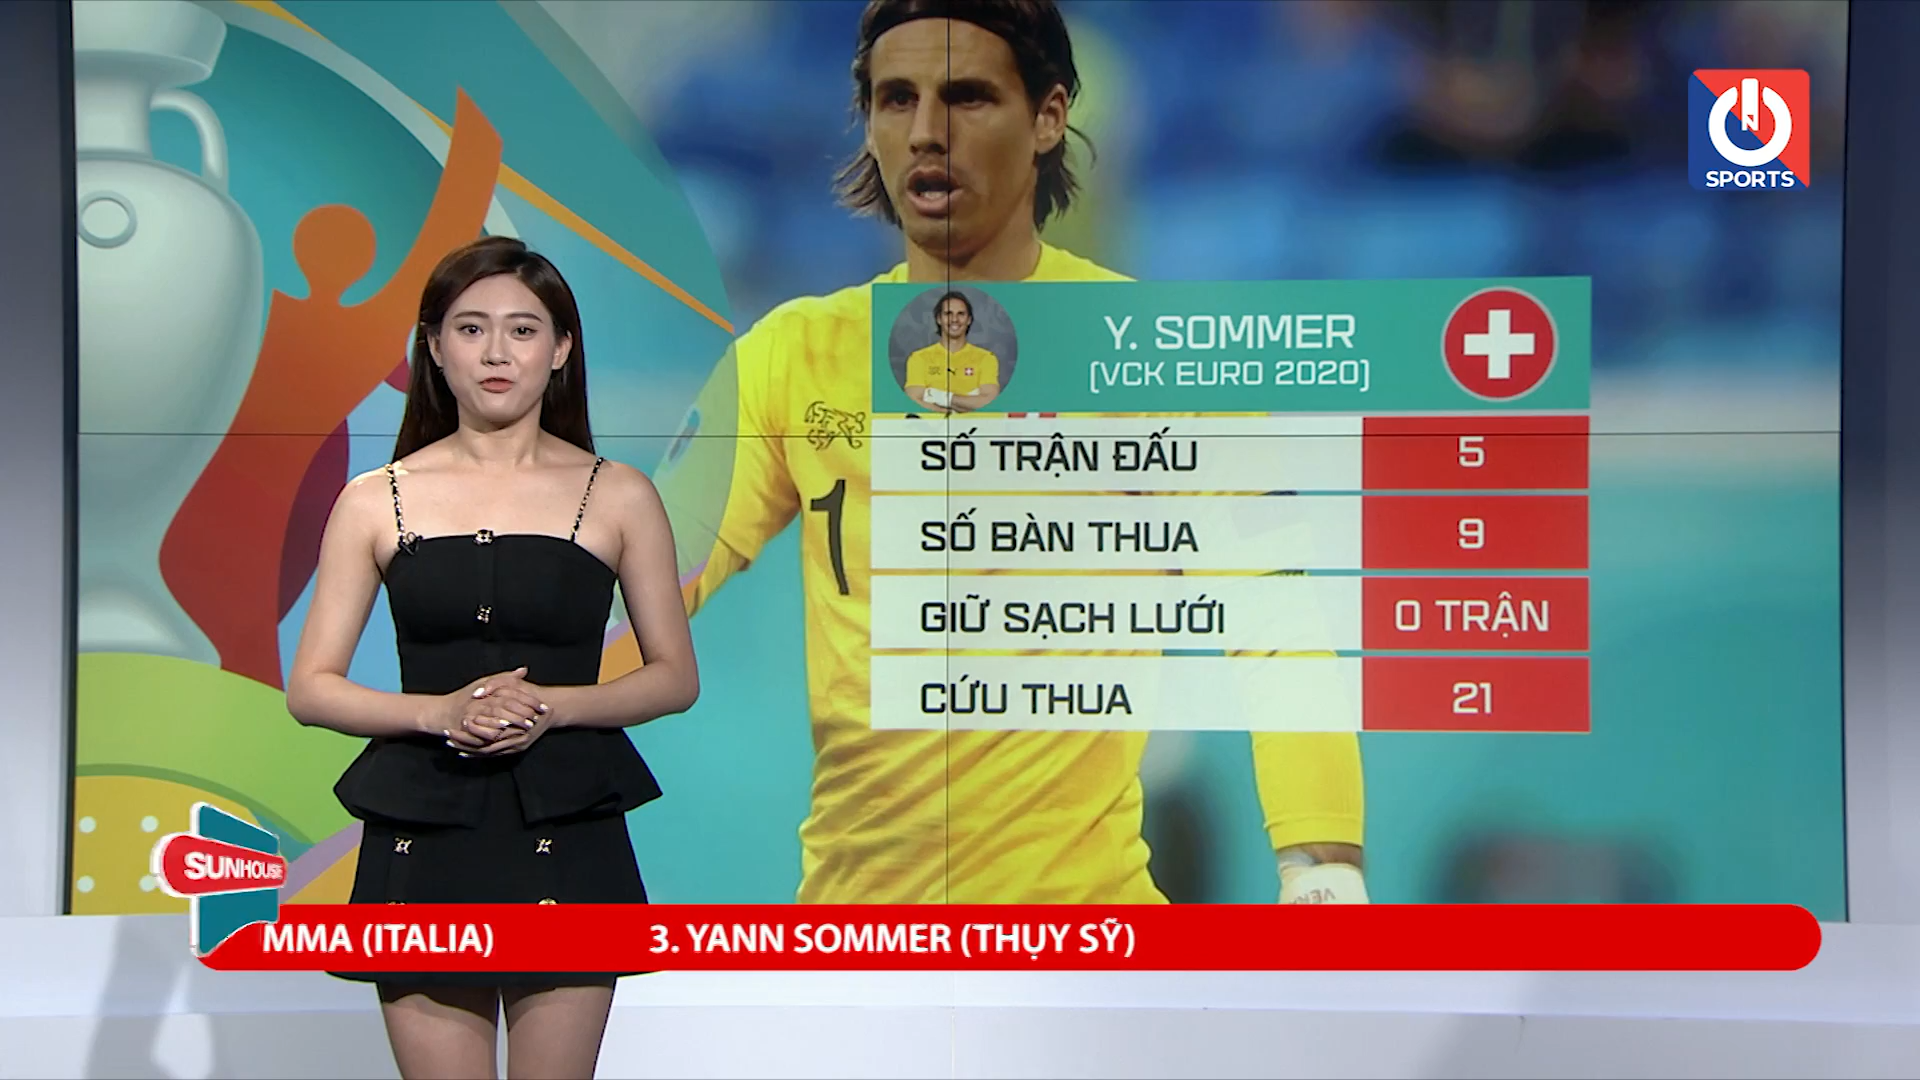 SPORTS
Y. SOMMER
[VCK EURO 2020]
SỐ TRẬN ĐẤU 5
SỐ BÀN THUA 9
GIỮ SẠCH LƯỚI 0 TRẬN
CỨU THUA 21
1
SUNHOUSE
MMA (ITALIA) 3. YANN SOMMER (THỤY SỸ)